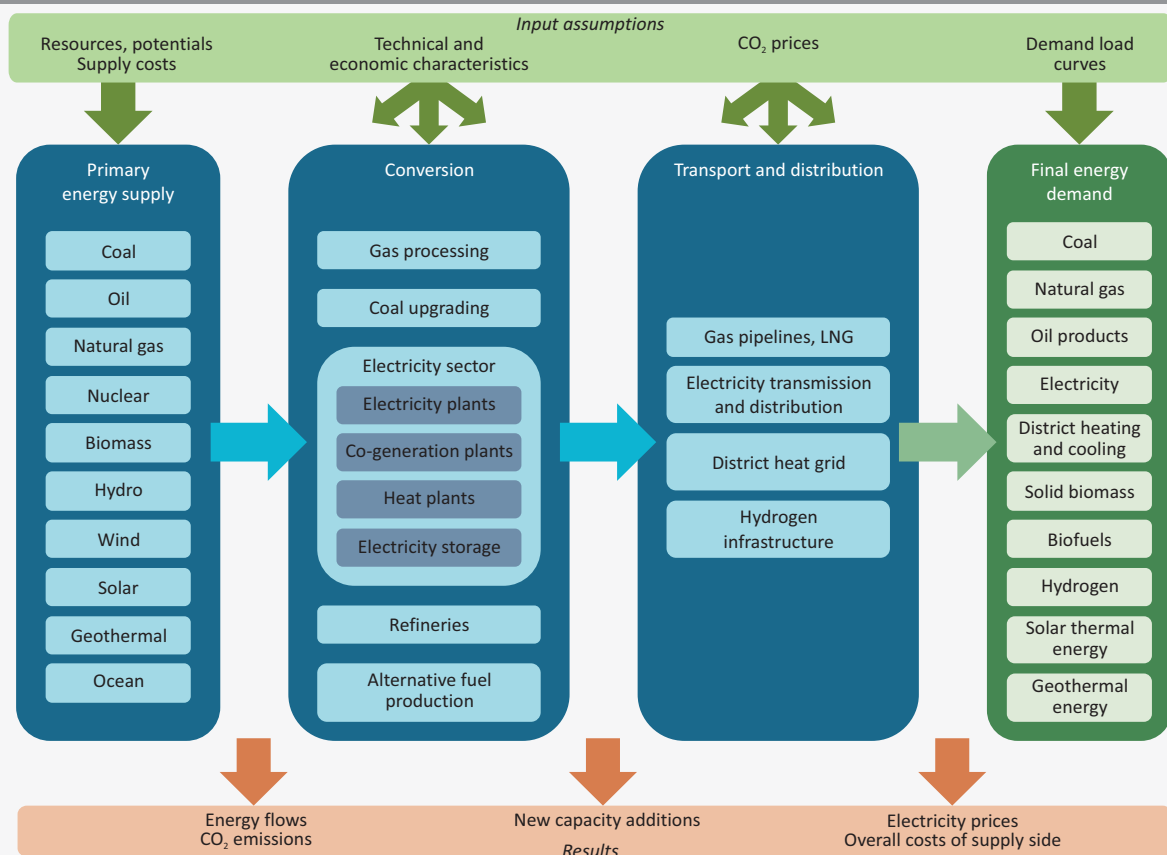 Input assumptions
Resources, potentials
Supply costs
Technical and
economic characteristics
CO₂ prices
Demand load
curves
Primary
energy supply
Coal
Oil
Natural gas
Nuclear
Biomass
Hydro
Wind
Solar
Geothermal
Ocean
Conversion
Gas processing
Coal upgrading
Electricity sector
Electricity plants
Co-generation plants
Heat plants
Electricity storage
Refineries
Alternative fuel
production
Transport and distribution
Gas pipelines, LNG
Electricity transmission
and distribution
District heat grid
Hydrogen
infrastructure
Final energy
demand
Coal
Natural gas
Oil products
Electricity
District heating
and cooling
Solid biomass
Biofuels
Hydrogen
Solar thermal
energy
Geothermal
energy
Energy flows
CO₂ emissions
New capacity additions
Electricity prices
Overall costs of supply side
Results